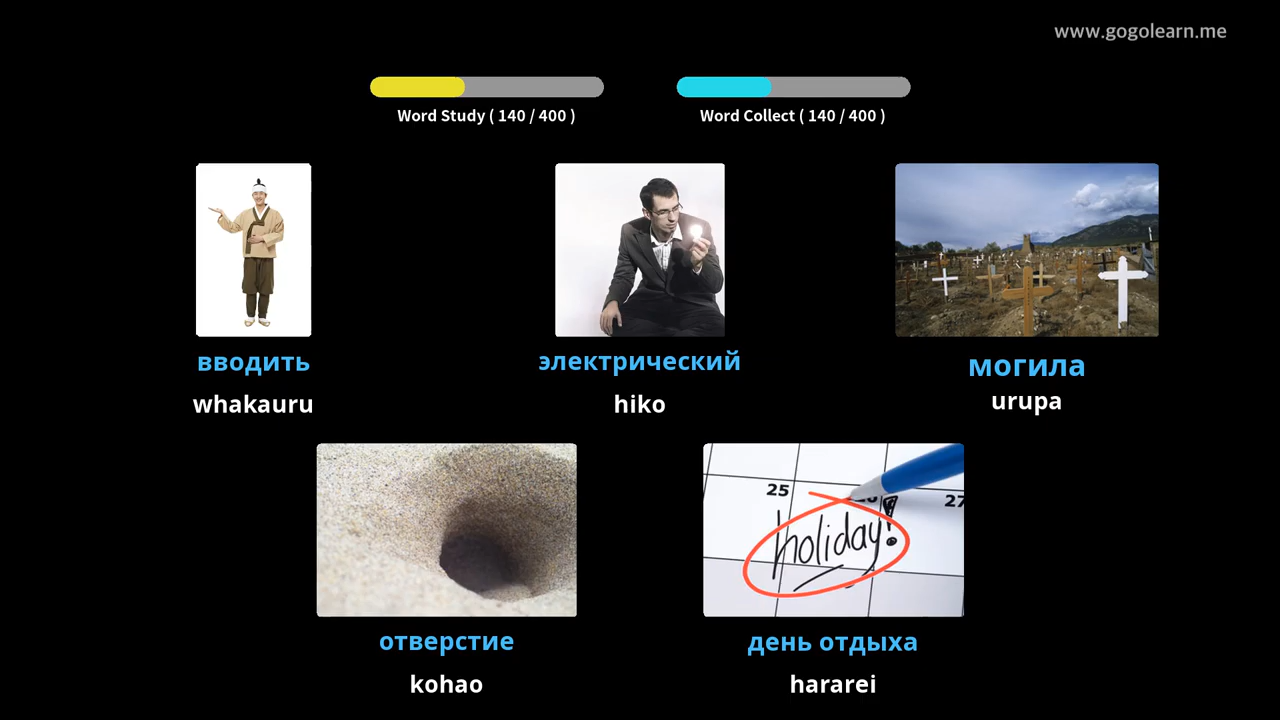 www.gogolearn.me
Word Study ( 140 / 400 )
Word Collect ( 140 / 400 )
вводить
whakauru
электрический
hiko
могила
urupa
25
27
holiday!
отверстие
kohao
день отдыха
hararei